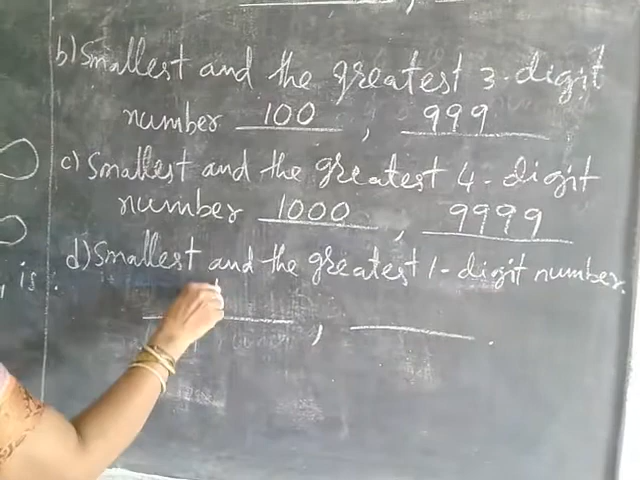 b) Smallest and the greatest 3-digit
number 100, 999
c) Smallest and the greatest 4-digit
number 1000, 9999
d) Smallest and the greatest 1-digit number.
, is :